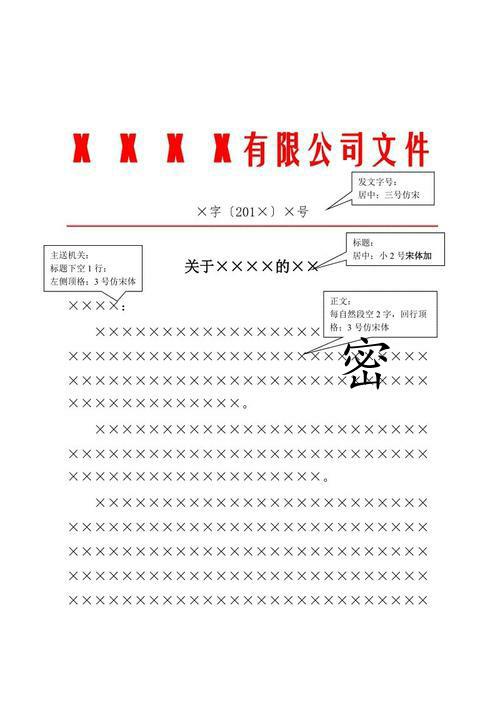 X X X X有限公司文件
发文字号：
居中：三号仿宋
×字〔201×〕×号
主送机关：
标题下空1行；
左侧顶格；3号仿宋体
标题：
居中；小2号宋体加
关于××××的××
××××：
正文：
每自然段空2字，回行顶
格；3号仿宋体
×××××××××××××××××
密
×××××××××××××××××××××××××××
×××××××××××××××××××××××××××
×××××××××××××。
×××××××××××××××××××××××××
×××××××××××××××××××××××××××
×××××××××××××××××××。
×××××××××××××××××××××××××
×××××××××××××××××××××××××××
×××××××××××××××××××××××××××
×××××××××××××××××××××××××××
×××××××××××××××××××××××××××